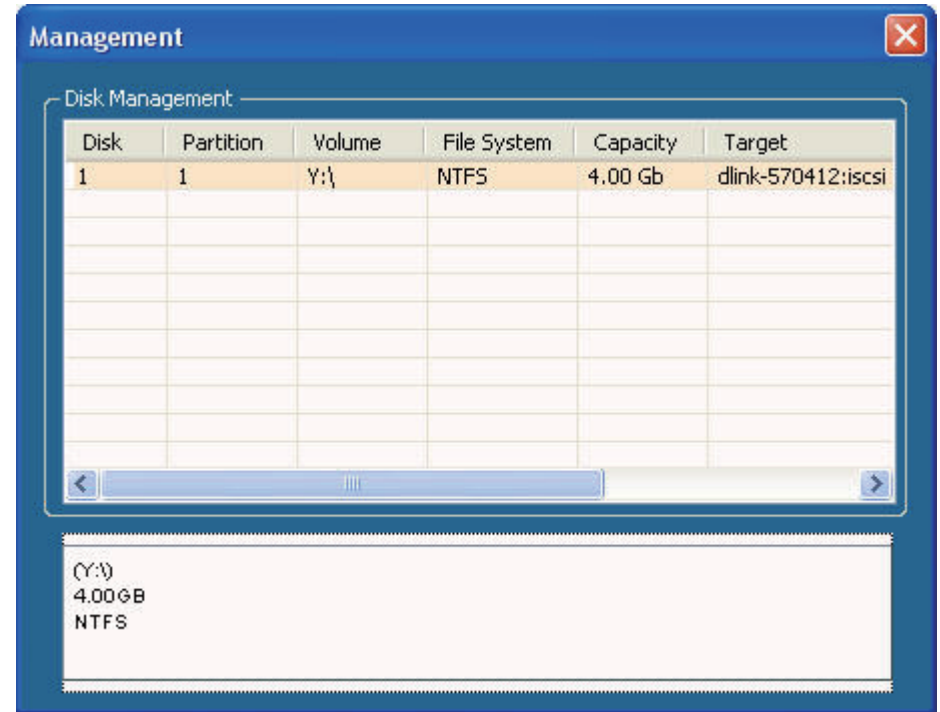 Management
Disk Management
Disk Partition Volume File System Capacity Target
1 1 Y:\ NTFS 4.00 Gb dlink-570412:iscsi
(Y:\)
4.00GB
NTFS